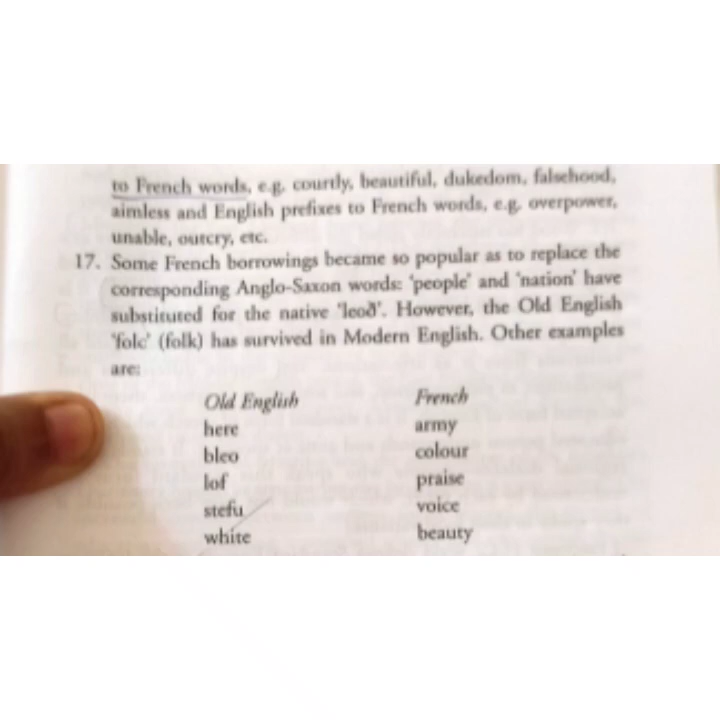 to French words, e.g. courtly, beautiful, dukedom, falsehood,
aimless and English prefixes to French words, e.g. overpower,
unable, outcry, etc.
17. Some French borrowings became so popular as to replace the
corresponding Anglo-Saxon words: 'people' and 'nation' have
substituted for the native 'leoð'. However, the Old English
'folc' (folk) has survived in Modern English. Other examples
are:
Old English French
here army
bleo colour
lof praise
stefu voice
white beauty